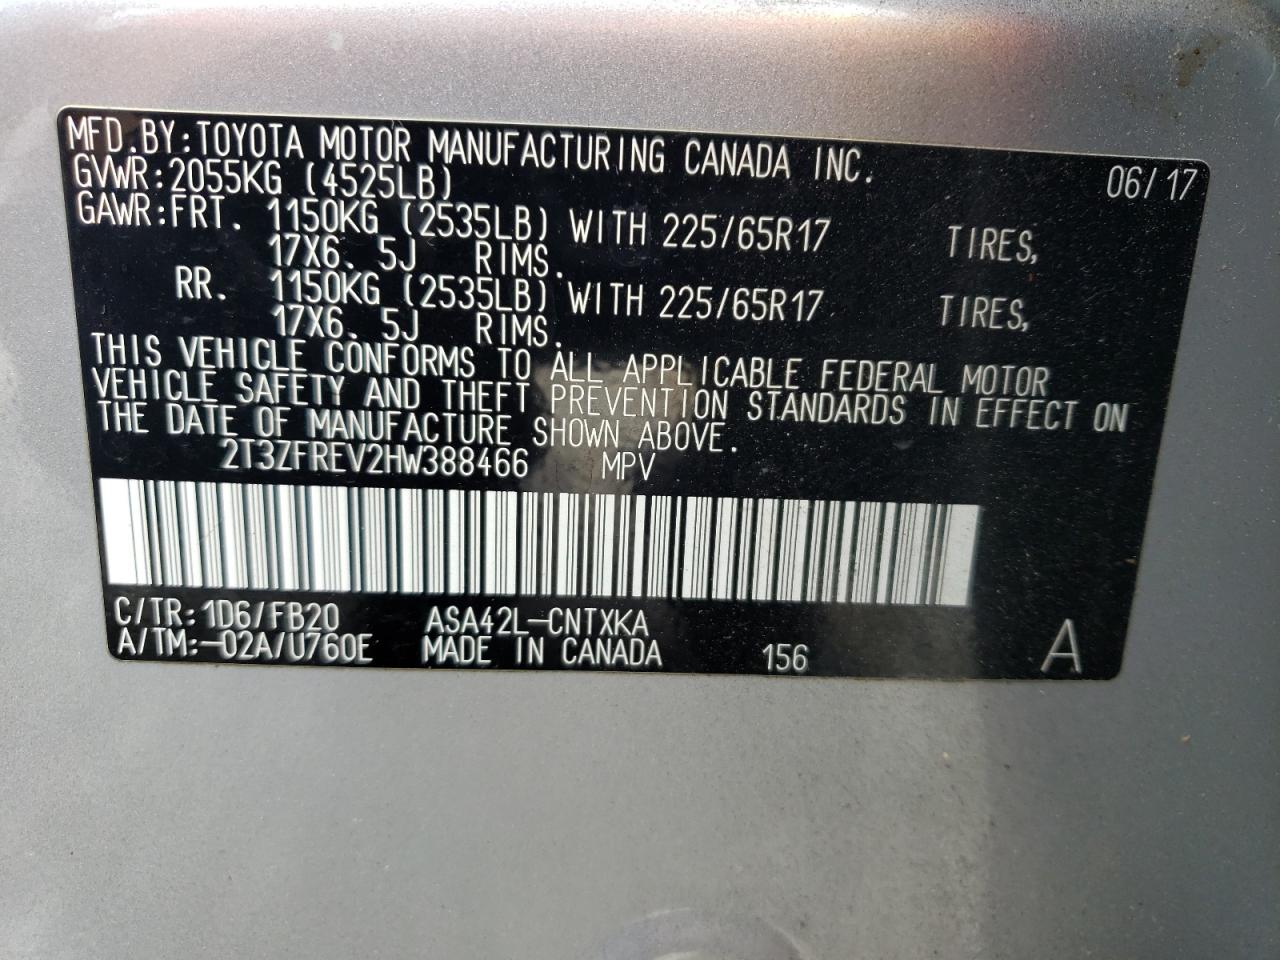 MFD.BY:TOYOTA MOTOR MANUFACTURING CANADA INC. 06/17
GVWR:2055KG (4525LB)
GAWR:FRT. 1150KG (2535LB) WITH 225/65R17 TIRES,
17X6. 5J RIMS.
RR. 1150KG (2535LB) WITH 225/65R17 TIRES,
17X6. 5J RIMS.
THIS VEHICLE CONFORMS TO ALL APPLICABLE FEDERAL MOTOR
VEHICLE SAFETY AND THEFT PREVENTION STANDARDS IN EFFECT ON
THE DATE OF MANUFACTURE SHOWN ABOVE.
2T3ZFREV2HW388466 MPV
C/TR:1D6/FB20 ASA42L-CNTXKA
A/TM:-02A/U760E MADE IN CANADA 156 A